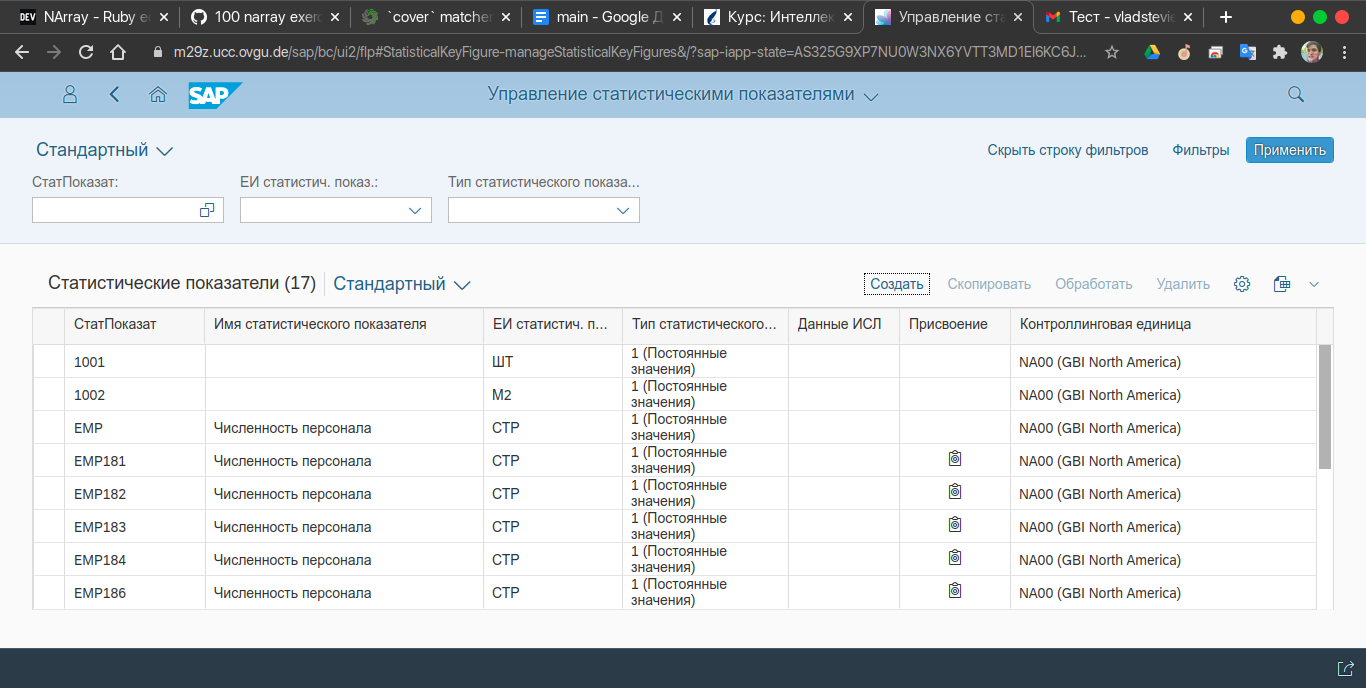 DEV NArray - Ruby e
100 narray exerc
`cover` matcher
main - Google Д
Курс: Интеллек
Управление ста
Тест - vladstevie
m29z.ucc.ovgu.de/sap/bc/ui2/flp#StatisticalKeyFigure-manageStatisticalKeyFigures&/?sap-iapp-state=AS325G9XP7NU0W3NX6YVTT3MD1EI6KC6J...
SAP
Управление статистическими показателями
Стандартный
Скрыть строку фильтров
Фильтры
Применить
СтатПоказат:
ЕИ статистич. показ.:
Тип статистического показа...
Статистические показатели (17)
Стандартный
Создать
Скопировать
Обработать
Удалить
СтатПоказат
Имя статистического показателя
ЕИ статистич. п...
Тип статистического...
Данные ИСЛ
Присвоение
Контроллинговая единица
1001
ШТ
1 (Постоянные
значения)
NA00 (GBI North America)
1002
М2
1 (Постоянные
значения)
NA00 (GBI North America)
EMP
Численность персонала
СТР
1 (Постоянные
значения)
NA00 (GBI North America)
EMP181
Численность персонала
СТР
1 (Постоянные
значения)
NA00 (GBI North America)
EMP182
Численность персонала
СТР
1 (Постоянные
значения)
NA00 (GBI North America)
EMP183
Численность персонала
СТР
1 (Постоянные
значения)
NA00 (GBI North America)
EMP184
Численность персонала
СТР
1 (Постоянные
значения)
NA00 (GBI North America)
EMP186
Численность персонала
СТР
1 (Постоянные
значения)
NA00 (GBI North America)